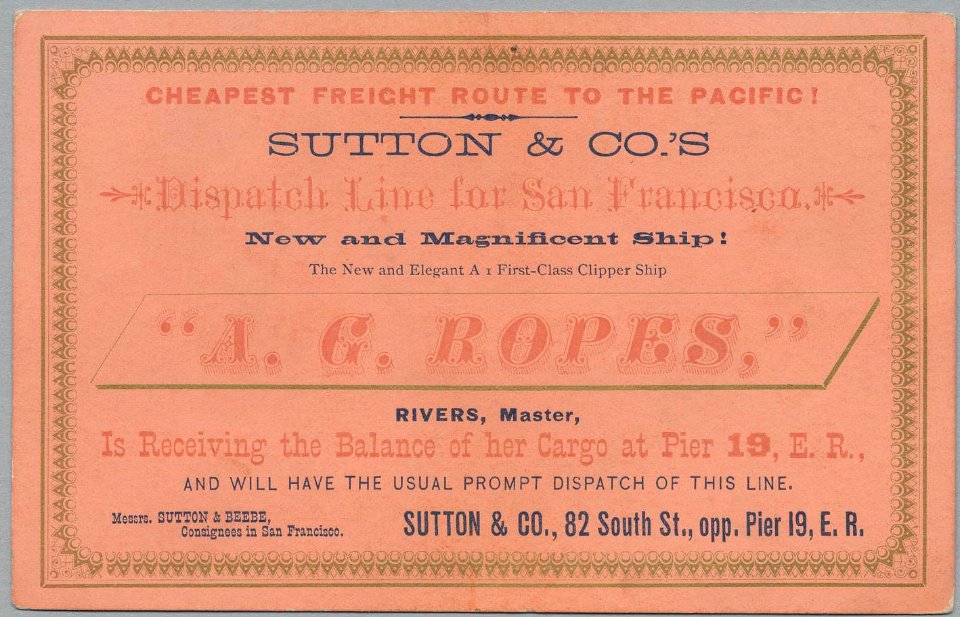 CHEAPEST FREIGHT ROUTE TO THE PACIFIC!
SUTTON & CO.'S
Dispatch Line for San Francisco.
New and Magnificent Ship!
The New and Elegant A 1 First-Class Clipper Ship
"A. G. ROPES,"
RIVERS, Master,
Is Receiving the Balance of her Cargo at Pier 19, E. R.,
AND WILL HAVE THE USUAL PROMPT DISPATCH OF THIS LINE.
Messrs. SUTTON & BEEBE,
Consignees in San Francisco.
SUTTON & CO., 82 South St., opp. Pier 19, E. R.